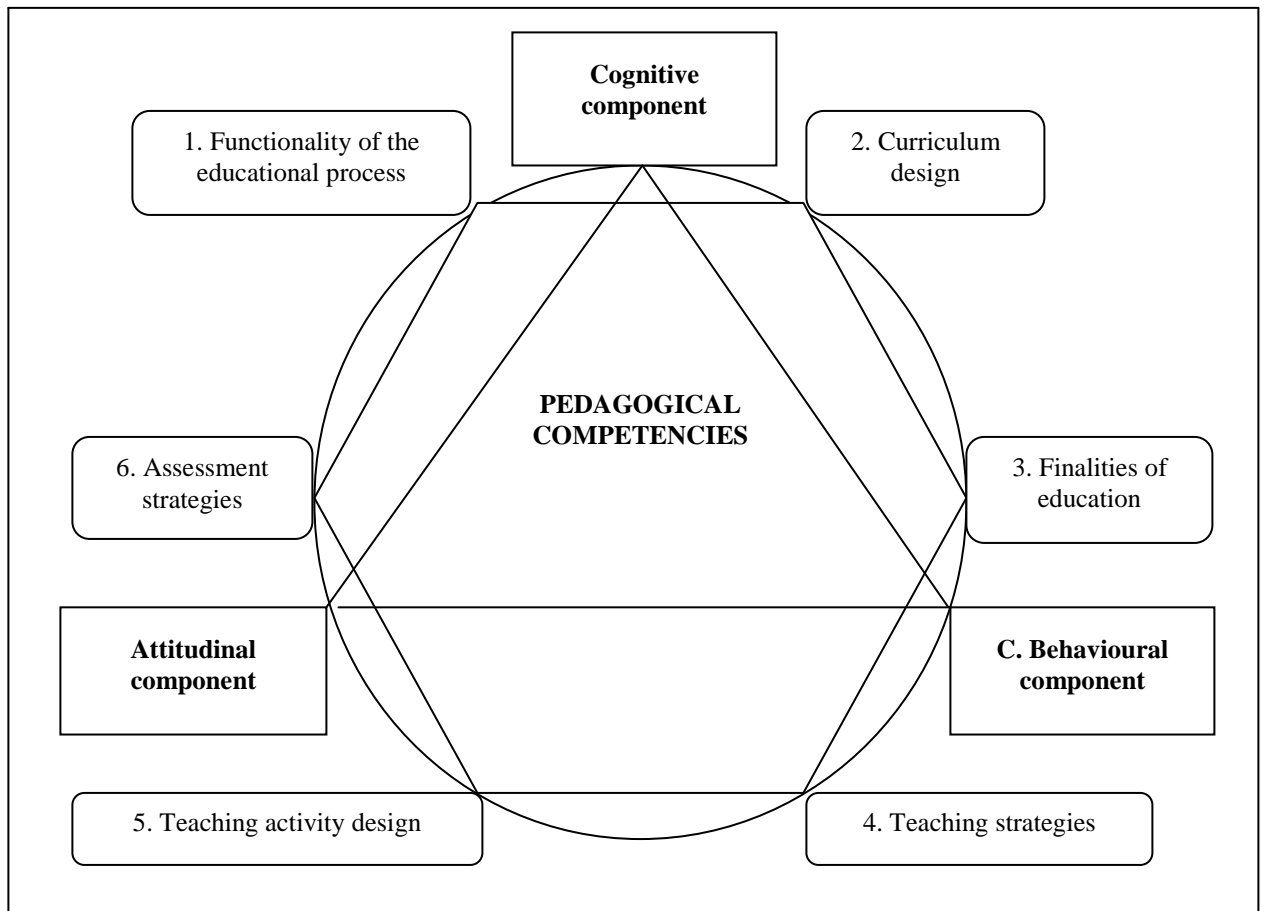 Cognitive
component
1. Functionality of the
educational process
2. Curriculum
design
PEDAGOGICAL
COMPETENCIES
6. Assessment
strategies
3. Finalities of
education
Attitudinal
component
C. Behavioural
component
5. Teaching activity design
4. Teaching strategies